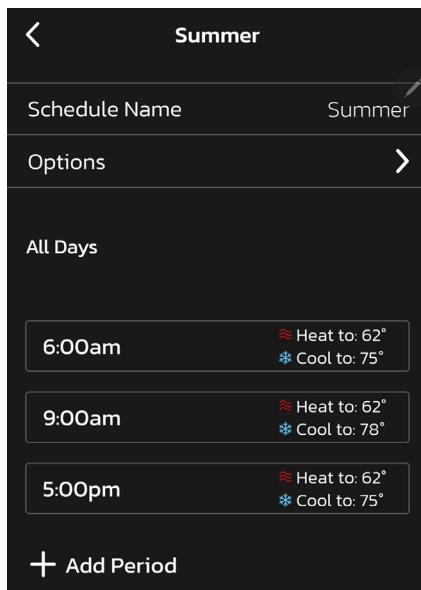 Summer
Schedule Name Summer
Options
All Days
6:00am Heat to: 62°
Cool to: 75°
9:00am Heat to: 62°
Cool to: 78°
5:00pm Heat to: 62°
Cool to: 75°
Add Period